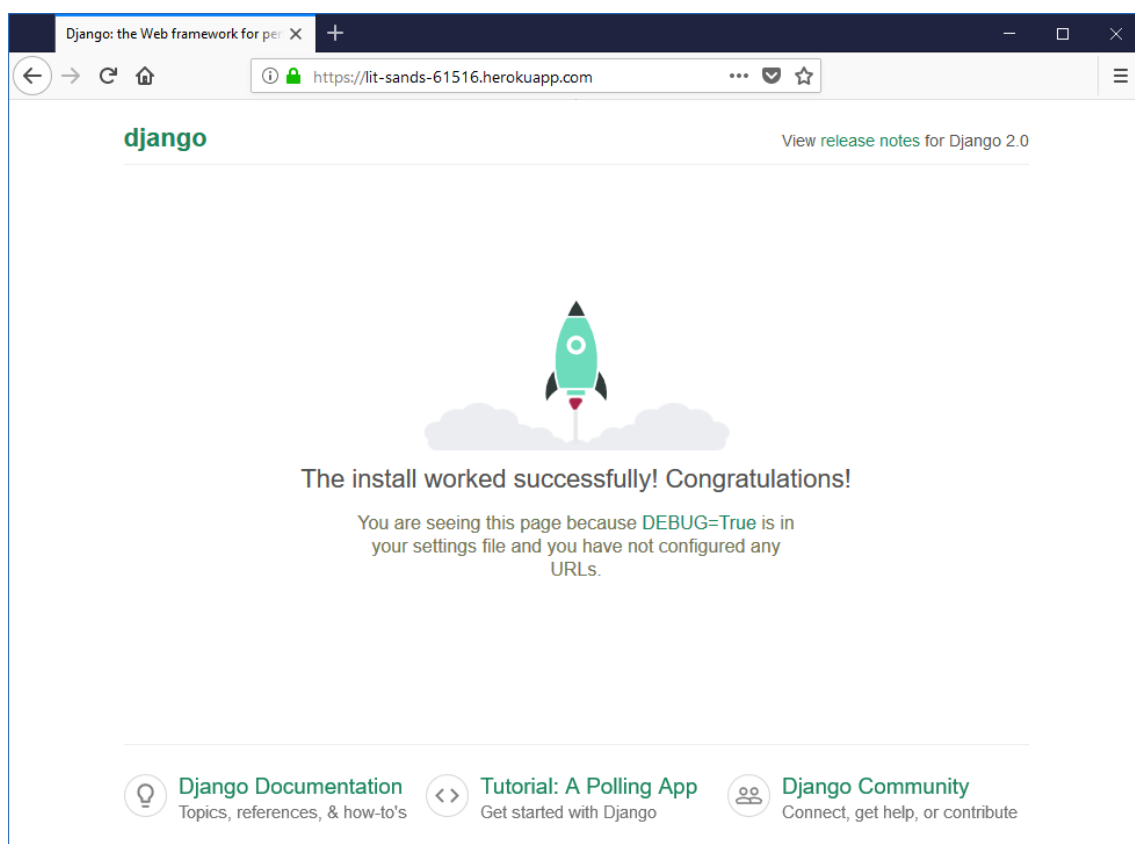 Django: the Web framework for per
https://lit-sands-61516.herokuapp.com
django
View release notes for Django 2.0
The install worked successfully! Congratulations!
You are seeing this page because DEBUG=True is in
your settings file and you have not configured any
URLs.
Django Documentation
Topics, references, & how-to's
Tutorial: A Polling App
Get started with Django
Django Community
Connect, get help, or contribute